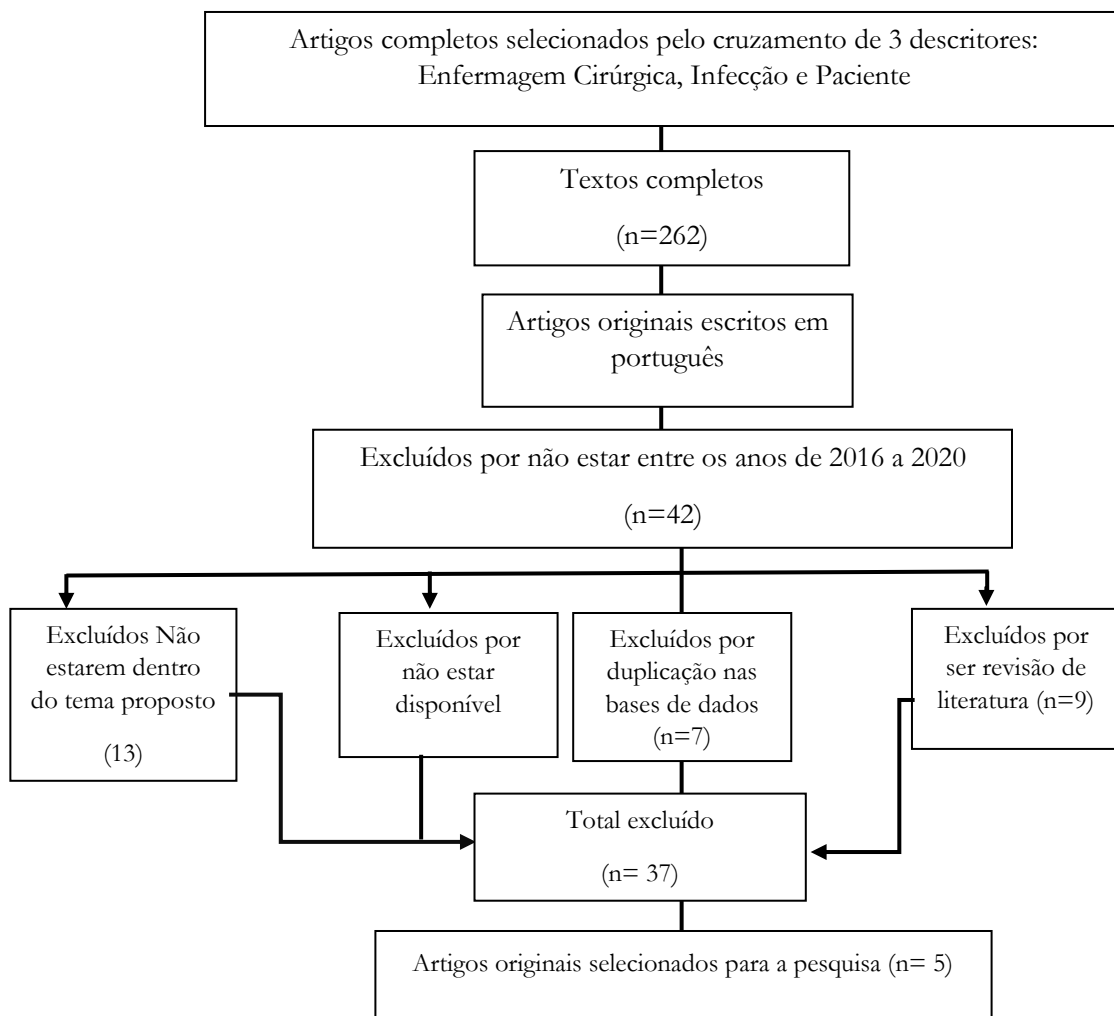 Artigos completos selecionados pelo cruzamento de 3 descritores:
Enfermagem Cirúrgica, Infecção e Paciente
Textos completos
(n=262)
Artigos originais escritos em
português
Excluídos por não estar entre os anos de 2016 a 2020
(n=42)
Excluídos Não
estarem dentro
do tema proposto
(13)
Excluídos por
não estar
disponível
Excluídos por
duplicação nas
bases de dados
(n=7)
Excluídos por
ser revisão de
literatura (n=9)
Total excluído
(n= 37)
Artigos originais selecionados para a pesquisa (n= 5)